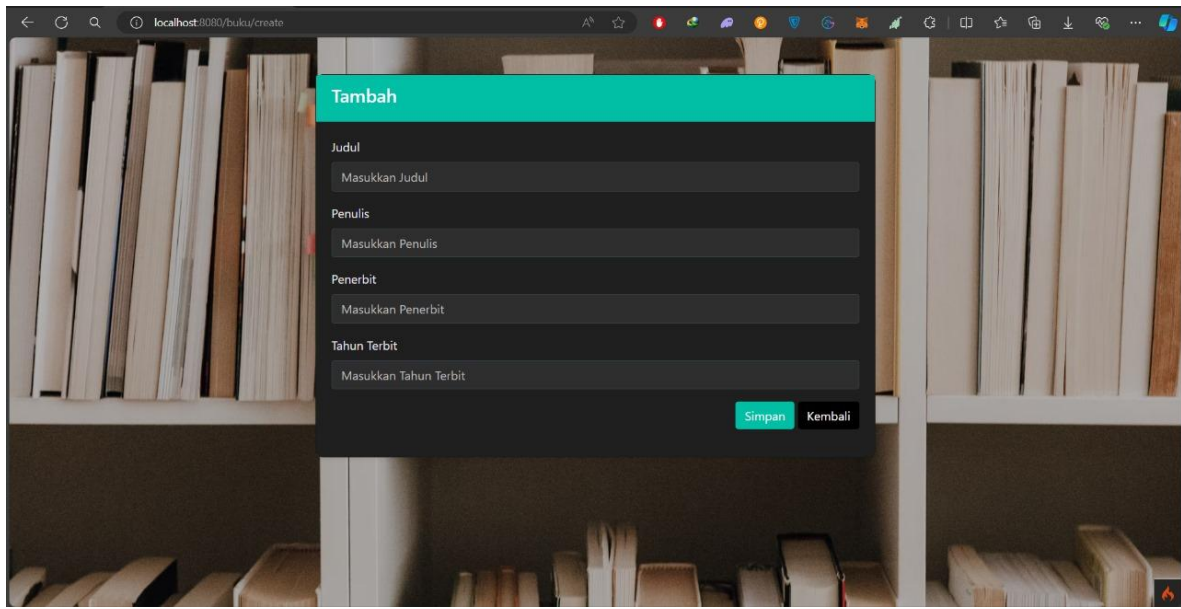 localhost:8080/buku/create
Tambah
Judul
Masukkan Judul
Penulis
Masukkan Penulis
Penerbit
Masukkan Penerbit
Tahun Terbit
Masukkan Tahun Terbit
Simpan Kembali